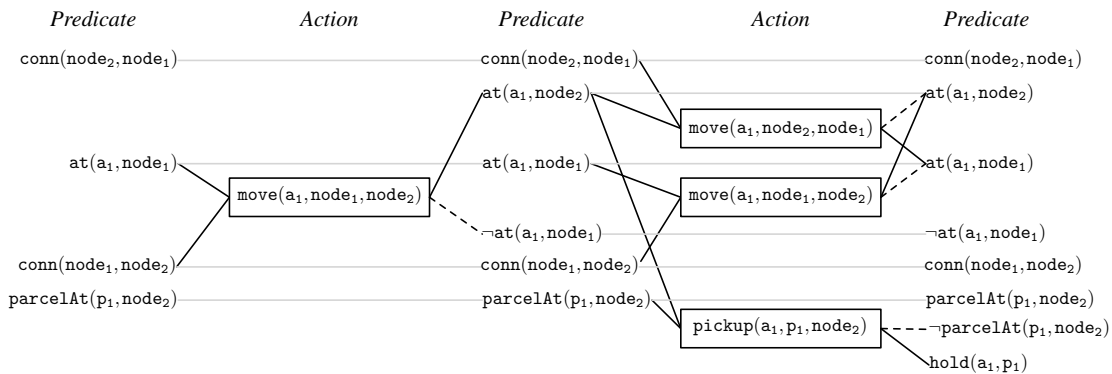 Predicate Action Predicate Action Predicate
conn(node₂,node₁) conn(node₂,node₁) conn(node₂,node₁)
at(a₁,node₂) at(a₁,node₂)
move(a₁,node₂,node₁)
at(a₁,node₁) at(a₁,node₁) at(a₁,node₁)
move(a₁,node₁,node₂) move(a₁,node₁,node₂)
¬at(a₁,node₁) ¬at(a₁,node₁)
conn(node₁,node₂) conn(node₁,node₂) conn(node₁,node₂)
parcelAt(p₁,node₂) parcelAt(p₁,node₂) parcelAt(p₁,node₂)
pickup(a₁,p₁,node₂) ¬parcelAt(p₁,node₂)
hold(a₁,p₁)